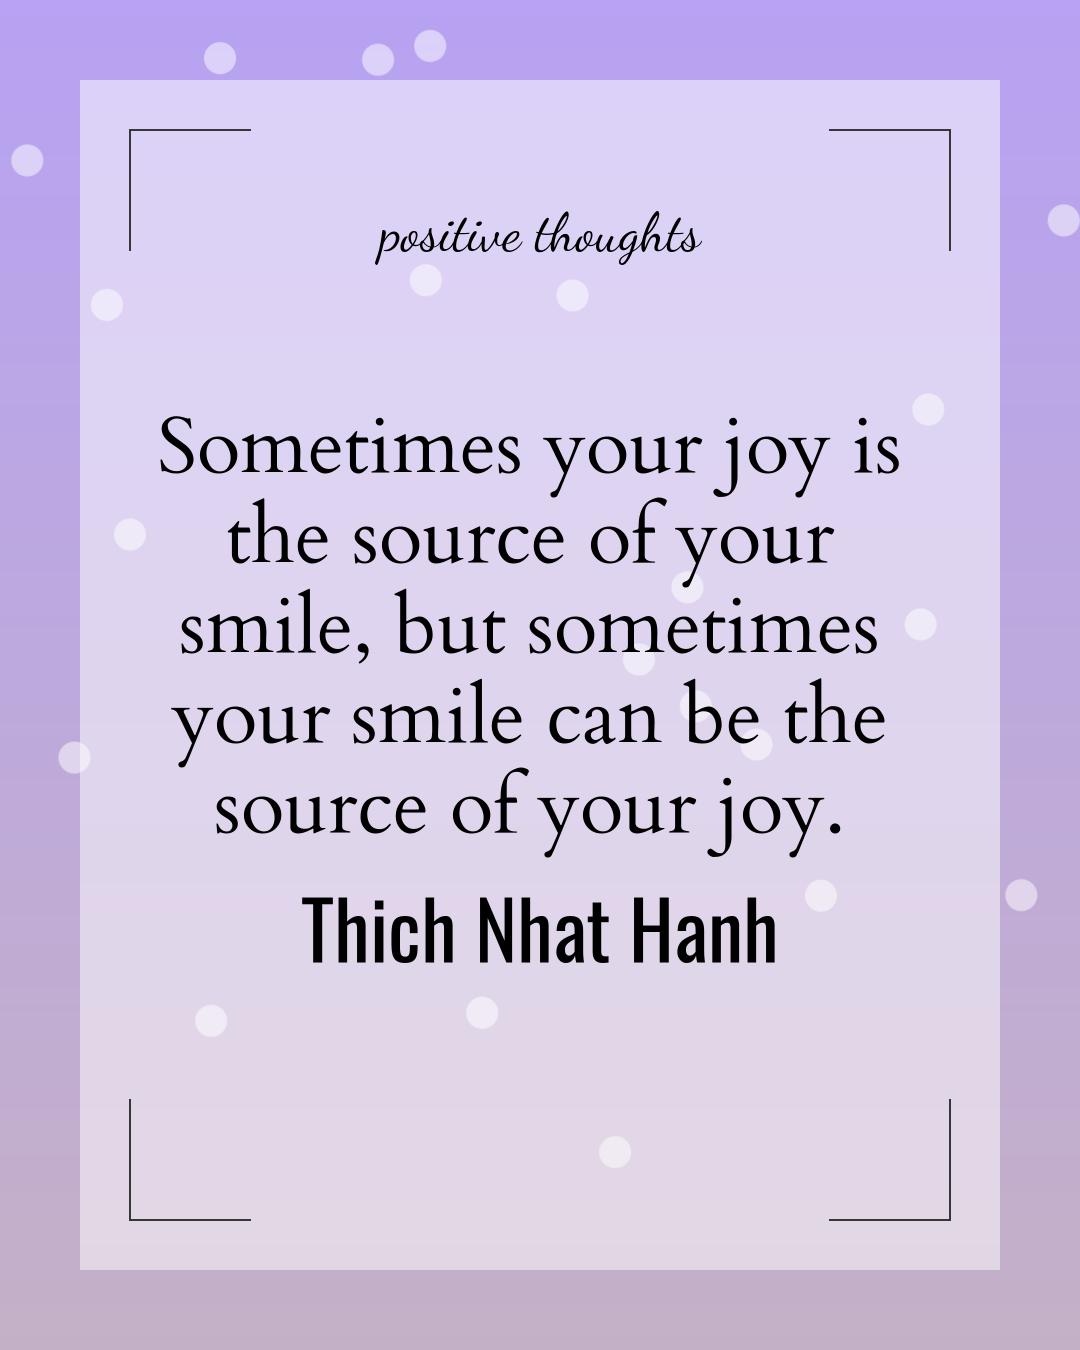 positive thoughts
Sometimes your joy is
the source of your
smile, but sometimes
your smile can be the
source of your joy.
Thich Nhat Hanh